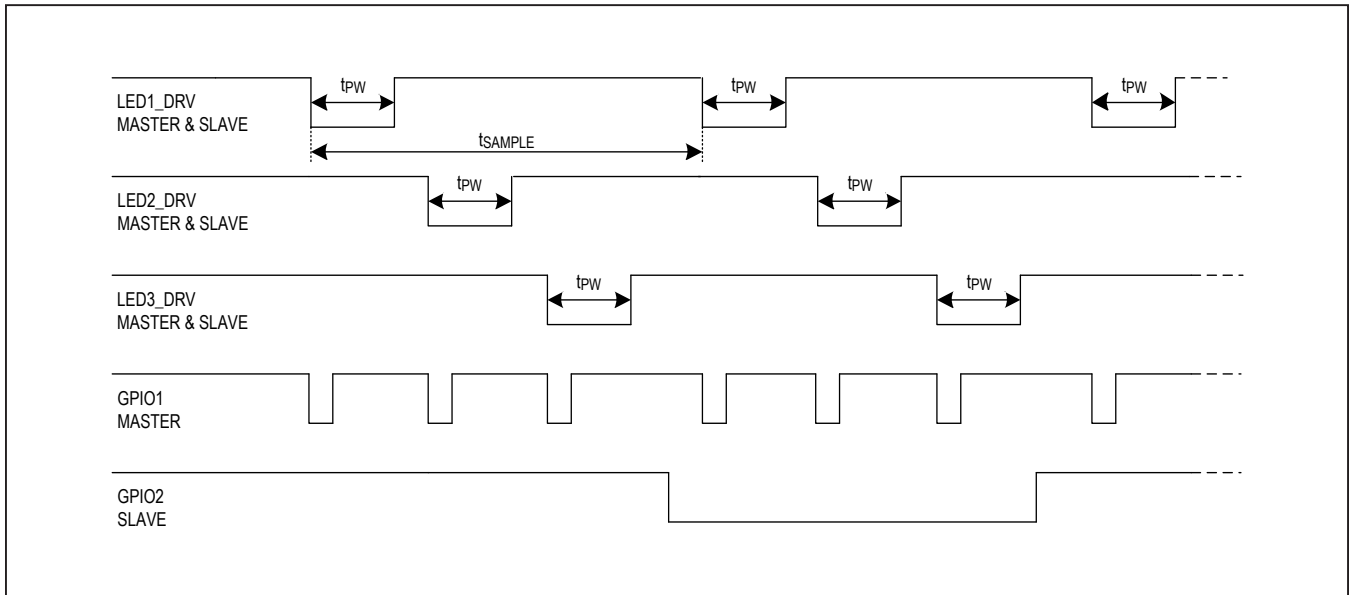 tPW
tPW
tPW
LED1_DRV
MASTER & SLAVE
tSAMPLE
tPW
tPW
LED2_DRV
MASTER & SLAVE
tPW
tPW
LED3_DRV
MASTER & SLAVE
GPIO1
MASTER
GPIO2
SLAVE